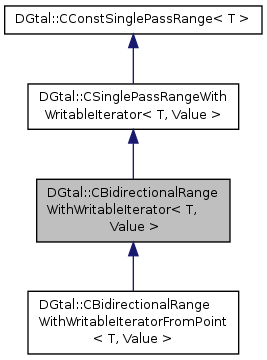 DGtal::CConstSinglePassRange< T >
DGtal::CSinglePassRangeWith
WritableIterator< T, Value >
DGtal::CBidirectionalRange
WithWritableIterator< T,
Value >
DGtal::CBidirectionalRange
WithWritableIteratorFromPoint
< T, Value >